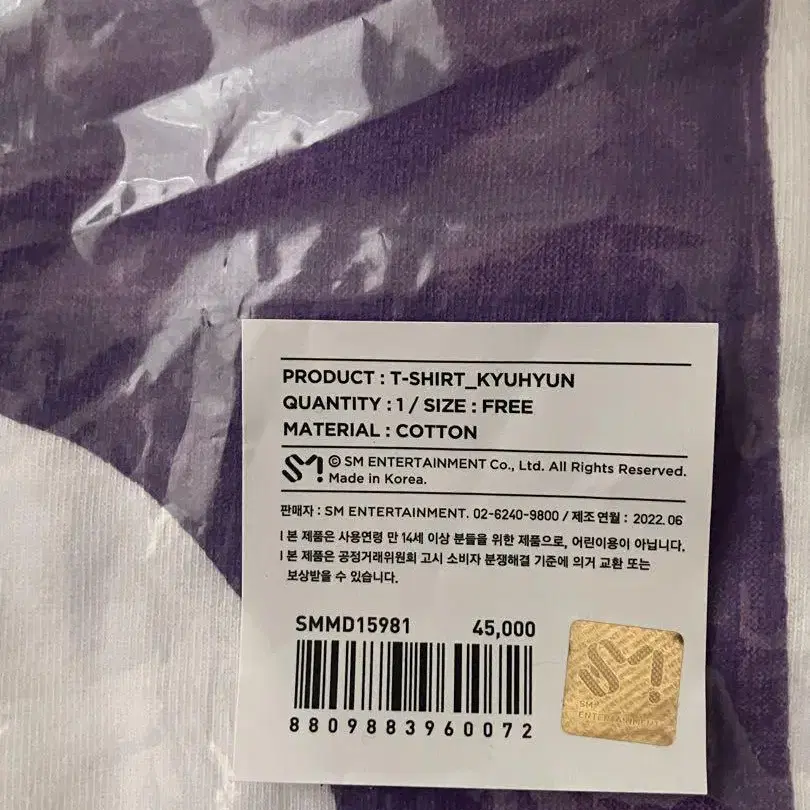 PRODUCT : T-SHIRT_KYUHYUN
QUANTITY : 1 / SIZE : FREE
MATERIAL : COTTON
© SM ENTERTAINMENT Co., Ltd. All Rights Reserved.
Made in Korea.
판매자 : SM ENTERTAINMENT. 02-6240-9800 / 제조 연월 : 2022. 06
l 본 제품은 사용연령 만 14세 이상 분들을 위한 제품으로, 어린이용이 아닙니다.
l 본 제품은 공정거래위원회 고시 소비자 분쟁해결 기준에 의거 교환 또는
보상받을 수 있습니다.
SMMD15981 45,000
8809883960072
SM
ENTERTAINMENT